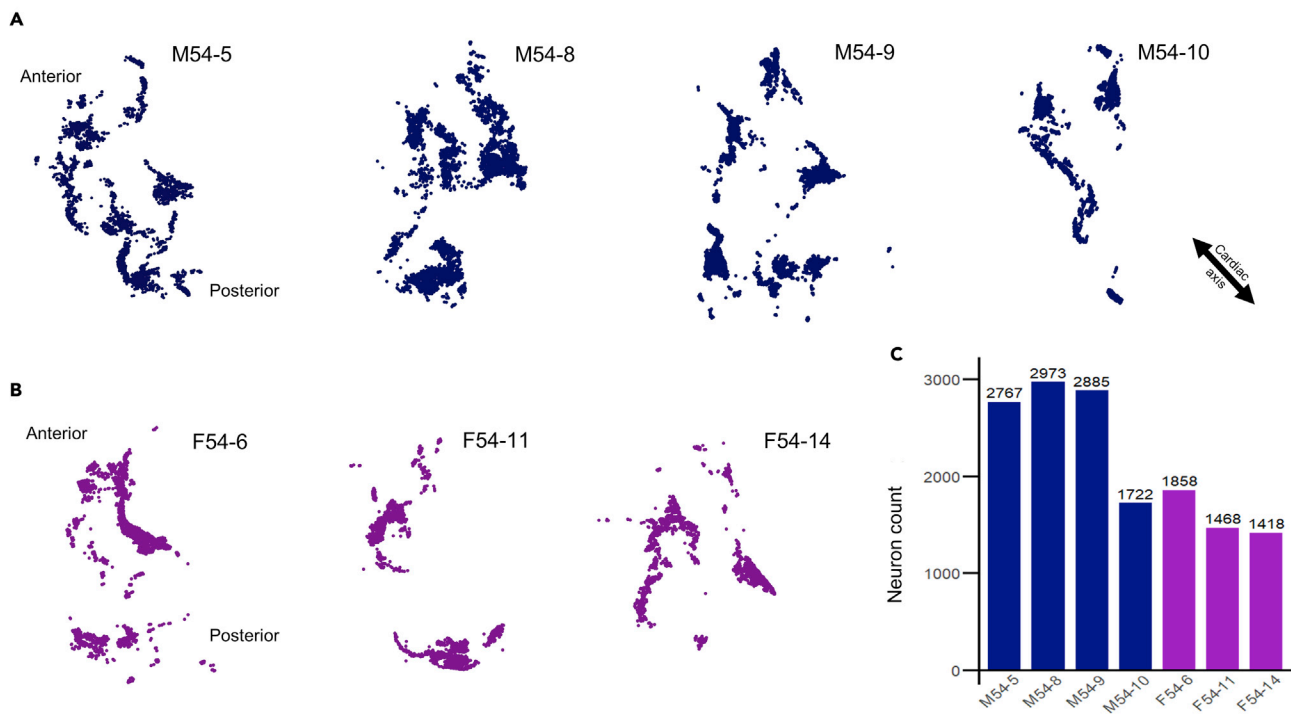 A
M54-5
M54-8
M54-9
M54-10
Anterior
Posterior
Cardiac
axis
B
Anterior
F54-6
F54-11
F54-14
Posterior
C
Neuron count
3000
2000
1000
0
2767
2973
2885
1722
1858
1468
1418
M54-5
M54-8
M54-9
M54-10
F54-6
F54-11
F54-14